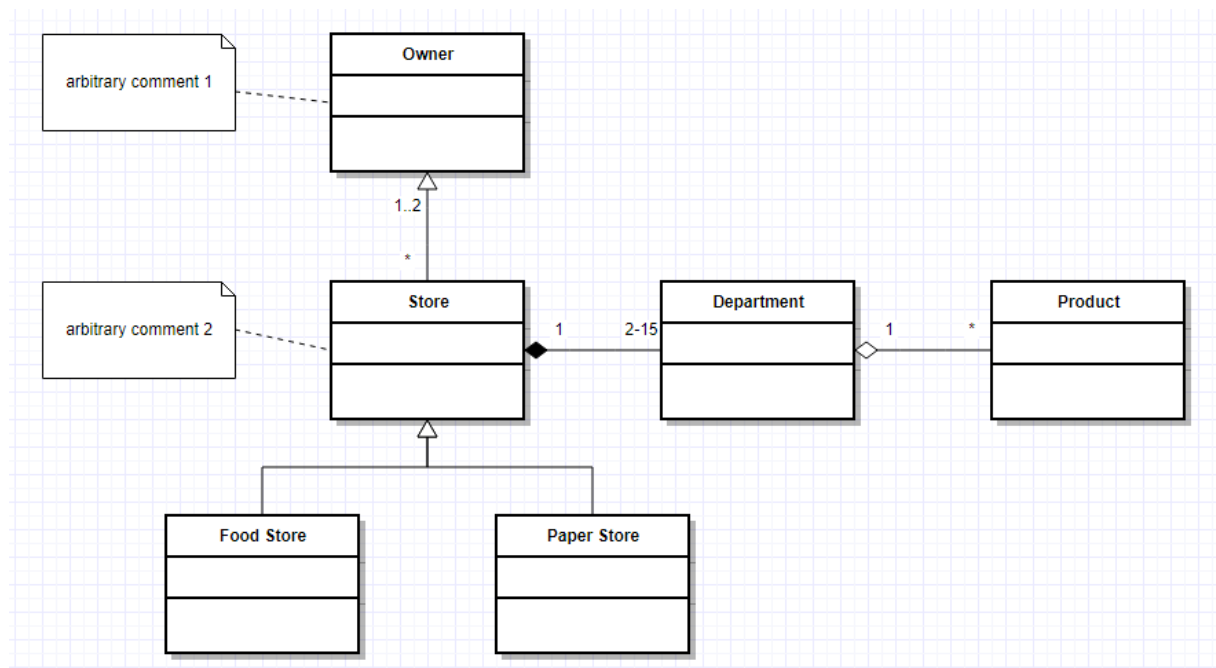 Owner
arbitrary comment 1
1..2
*
Store
Department
Product
arbitrary comment 2
1
2-15
1
*
Food Store
Paper Store